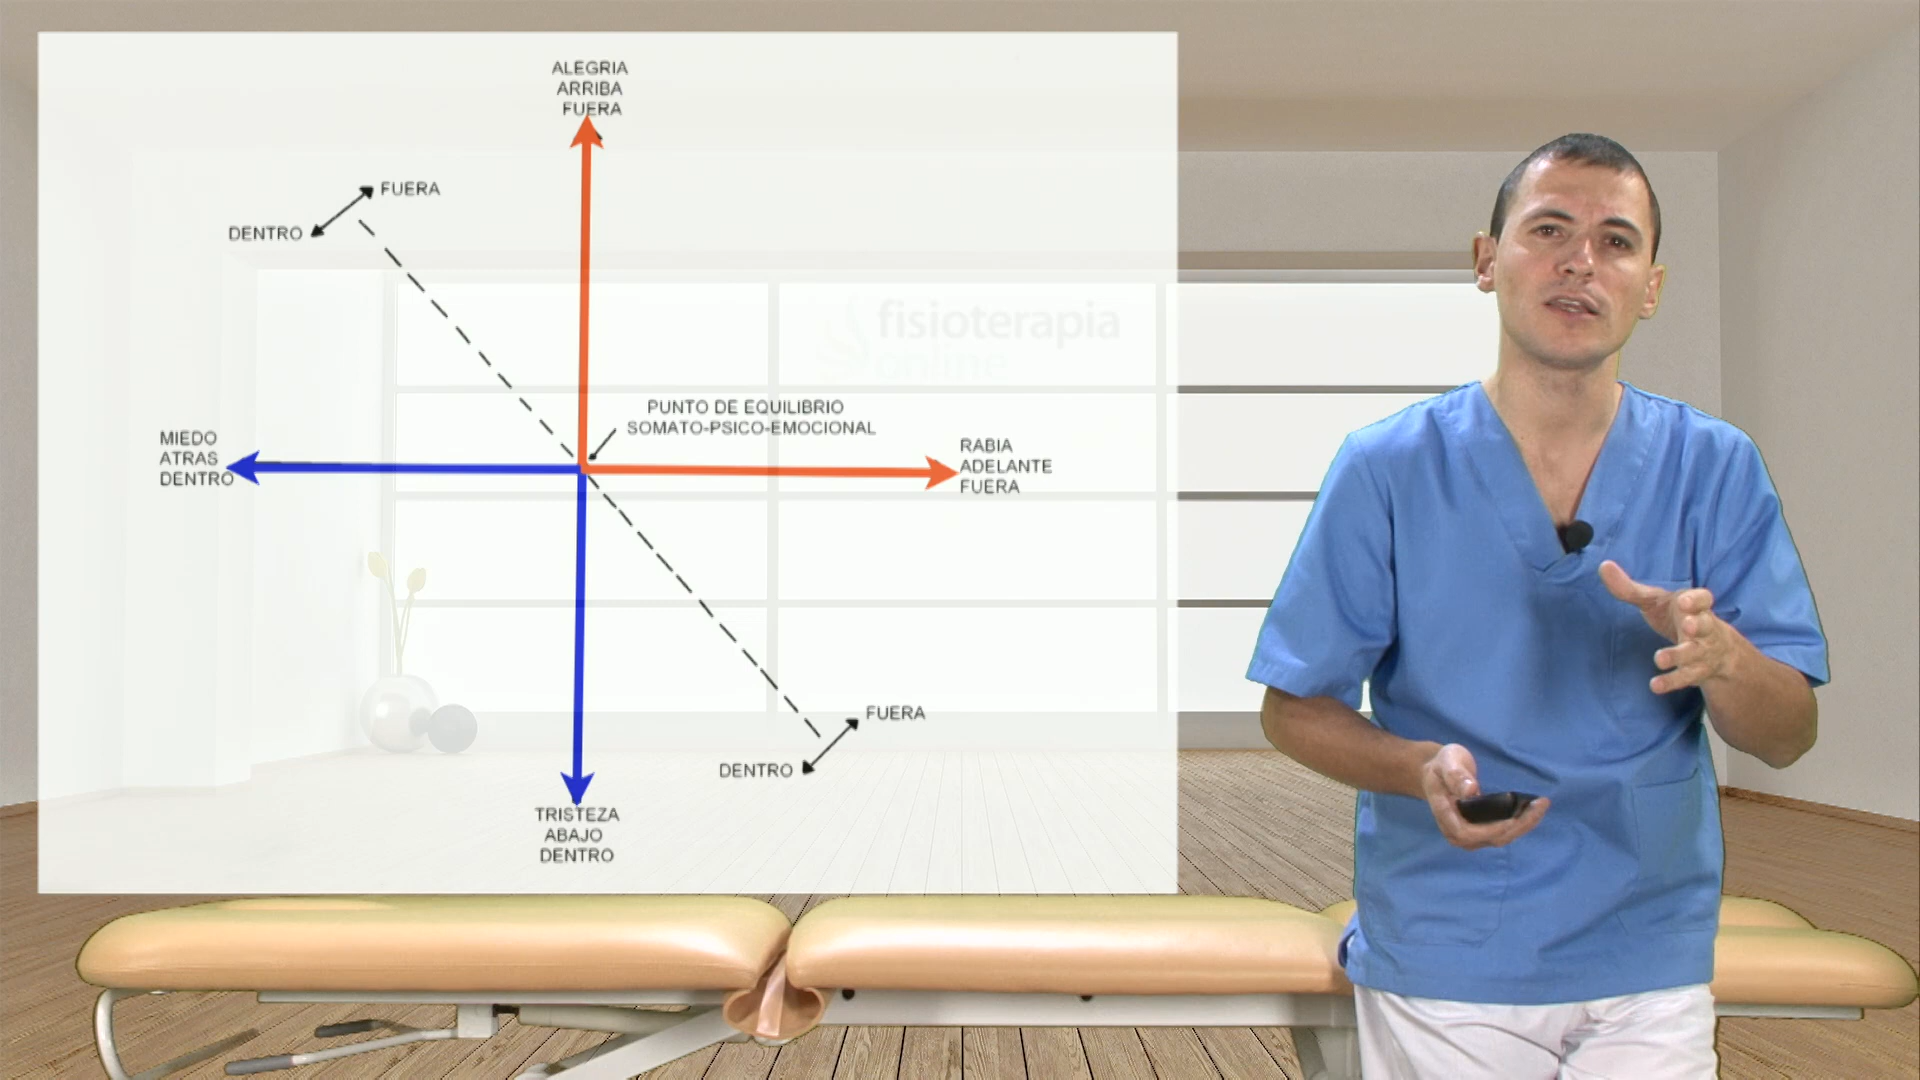 ALEGRIA
ARRIBA
FUERA
FUERA
DENTRO
fisioterapia
online
PUNTO DE EQUILIBRIO
SOMATO-PSICO-EMOCIONAL
MIEDO
ATRAS
DENTRO
RABIA
ADELANTE
FUERA
FUERA
DENTRO
TRISTEZA
ABAJO
DENTRO